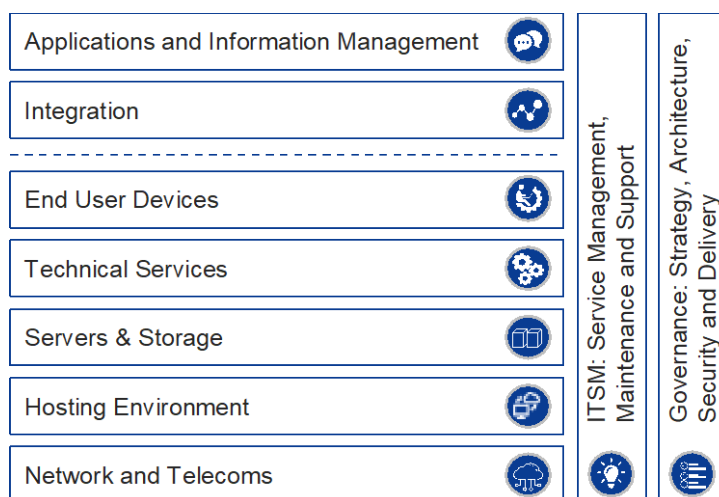 Applications and Information Management
Integration
End User Devices
Technical Services
Servers & Storage
Hosting Environment
Network and Telecoms
ITSM: Service Management,
Maintenance and Support
Governance: Strategy, Architecture,
Security and Delivery